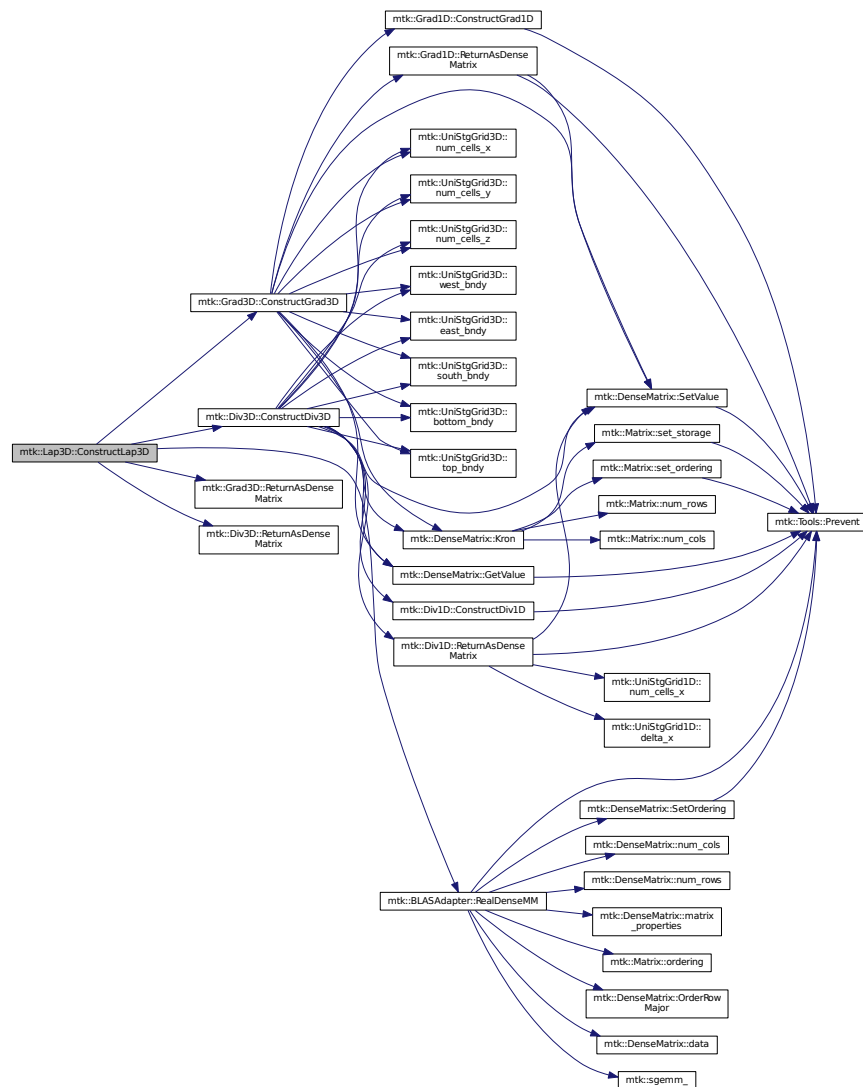 mtk::Grad1D::ConstructGrad1D
mtk::Grad1D::ReturnAsDense
Matrix
mtk::UniStgGrid3D::
num_cells_x
mtk::UniStgGrid3D::
num_cells_y
mtk::UniStgGrid3D::
num_cells_z
mtk::UniStgGrid3D::
west_bndy
mtk::Grad3D::ConstructGrad3D
mtk::UniStgGrid3D::
east_bndy
mtk::UniStgGrid3D::
south_bndy
mtk::DenseMatrix::SetValue
mtk::Div3D::ConstructDiv3D
mtk::UniStgGrid3D::
bottom_bndy
mtk::Matrix::set_storage
mtk::Lap3D::ConstructLap3D
mtk::UniStgGrid3D::
top_bndy
mtk::Matrix::set_ordering
mtk::Grad3D::ReturnAsDense
Matrix
mtk::Matrix::num_rows
mtk::Tools::Prevent
mtk::Div3D::ReturnAsDense
Matrix
mtk::DenseMatrix::Kron
mtk::Matrix::num_cols
mtk::DenseMatrix::GetValue
mtk::Div1D::ConstructDiv1D
mtk::Div1D::ReturnAsDense
Matrix
mtk::UniStgGrid1D::
num_cells_x
mtk::UniStgGrid1D::
delta_x
mtk::DenseMatrix::SetOrdering
mtk::DenseMatrix::num_cols
mtk::DenseMatrix::num_rows
mtk::BLASAdapter::RealDenseMM
mtk::DenseMatrix::matrix
_properties
mtk::Matrix::ordering
mtk::DenseMatrix::OrderRow
Major
mtk::DenseMatrix::data
mtk::sgemm_